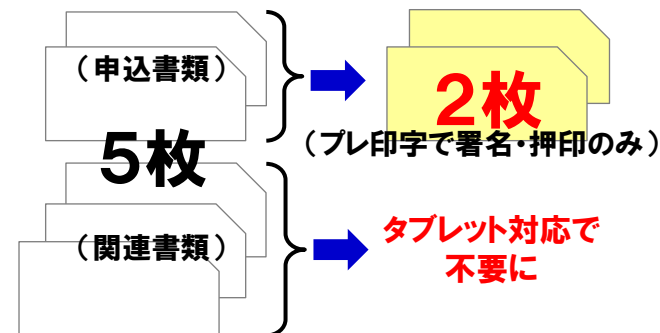 （申込書類）
２枚
（プレ印字で署名・押印のみ）
５枚
（関連書類）
タブレット対応で
不要に